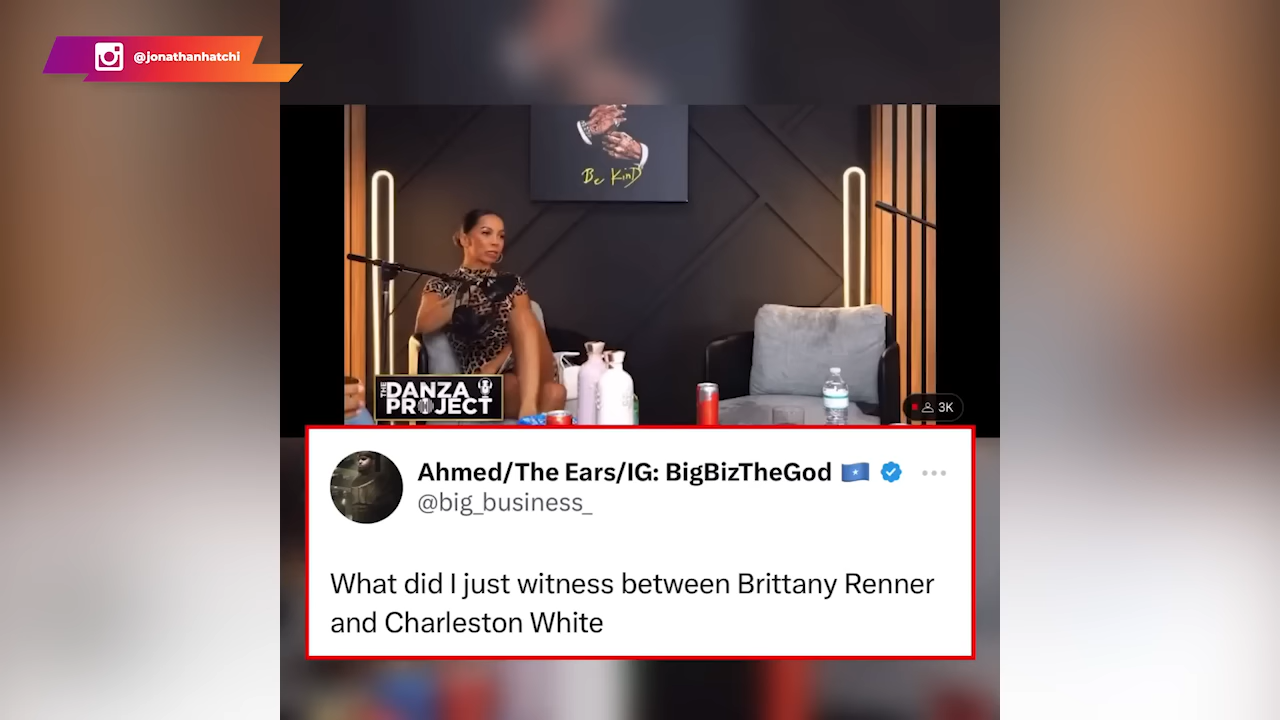 @jonathanhatchi
Be KinD
THE DANZA
PROJECT
3K
Ahmed/The Ears/IG: BigBizTheGod
@big_business_
What did I just witness between Brittany Renner
and Charleston White